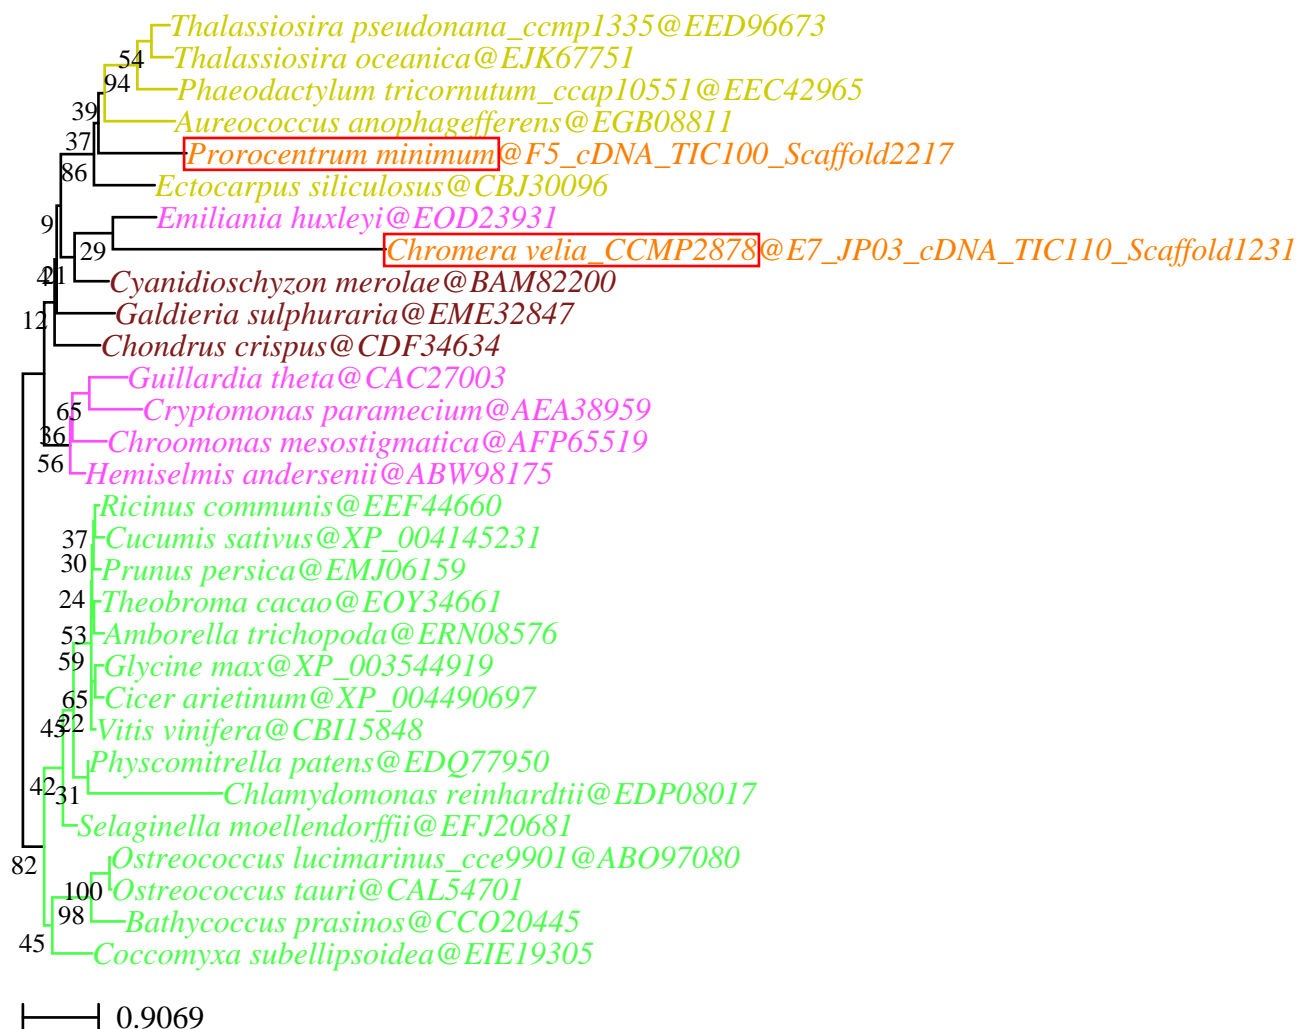 Thalassiosira pseudonana_ccmp1335@EED96673
Thalassiosira oceanica@EJK67751
54
Phaeodactylum tricornutum_ccap10551@EEC42965
94
Aureococcus anophagefferens@EGB08811
39
Prorocentrum minimum@F5_cDNA_TIC100_Scaffold2217
37
86
Ectocarpus siliculosus@CBJ30096
Emiliania huxleyi@EOD23931
9
29
Chromera velia_CCMP2878@E7_JP03_cDNA_TIC110_Scaffold1231
21
Cyanidioschyzon merolae@BAM82200
Galdieria sulphuraria@EME32847
12
Chondrus crispus@CDF34634
Guillardia theta@CAC27003
65
Cryptomonas paramecium@AEA38959
36
Chroomonas mesostigmatica@AFP65519
56
Hemiselmis andersenii@ABW98175
Ricinus communis@EEF44660
37
Cucumis sativus@XP_004145231
30
Prunus persica@EMJ06159
24
Theobroma cacao@EOY34661
53
Amborella trichopoda@ERN08576
59
Glycine max@XP_003544919
65
Cicer arietinum@XP_004490697
45
22
Vitis vinifera@CBI15848
Physcomitrella patens@EDQ77950
42
31
Chlamydomonas reinhardtii@EDP08017
Selaginella moellendorffii@EFJ20681
82
Ostreococcus lucimarinus_cce9901@ABO97080
100
Ostreococcus tauri@CAL54701
98
Bathycoccus prasinos@CCO20445
45
Coccomyxa subellipsoidea@EIE19305
0.9069